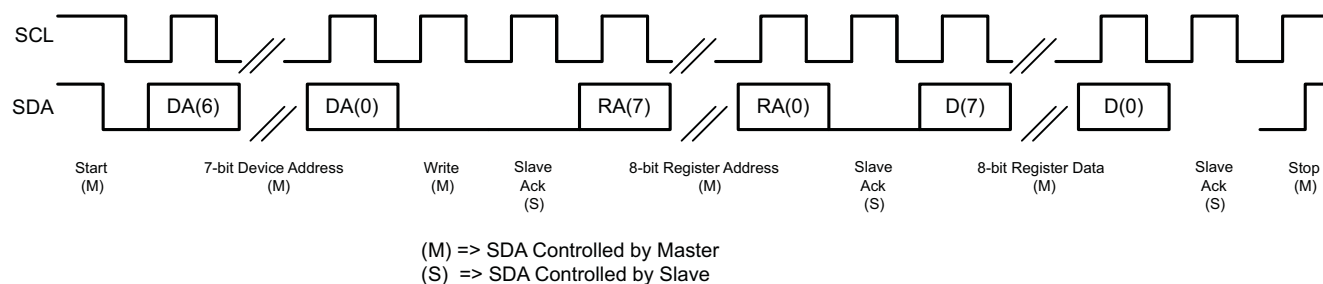 SCL
SDA
DA(6)
DA(0)
RA(7)
RA(0)
D(7)
D(0)
Start
(M)
7-bit Device Address
(M)
Write
(M)
Slave
Ack
(S)
8-bit Register Address
(M)
Slave
Ack
(S)
8-bit Register Data
(M)
Slave
Ack
(S)
Stop
(M)
(M) => SDA Controlled by Master
(S) => SDA Controlled by Slave